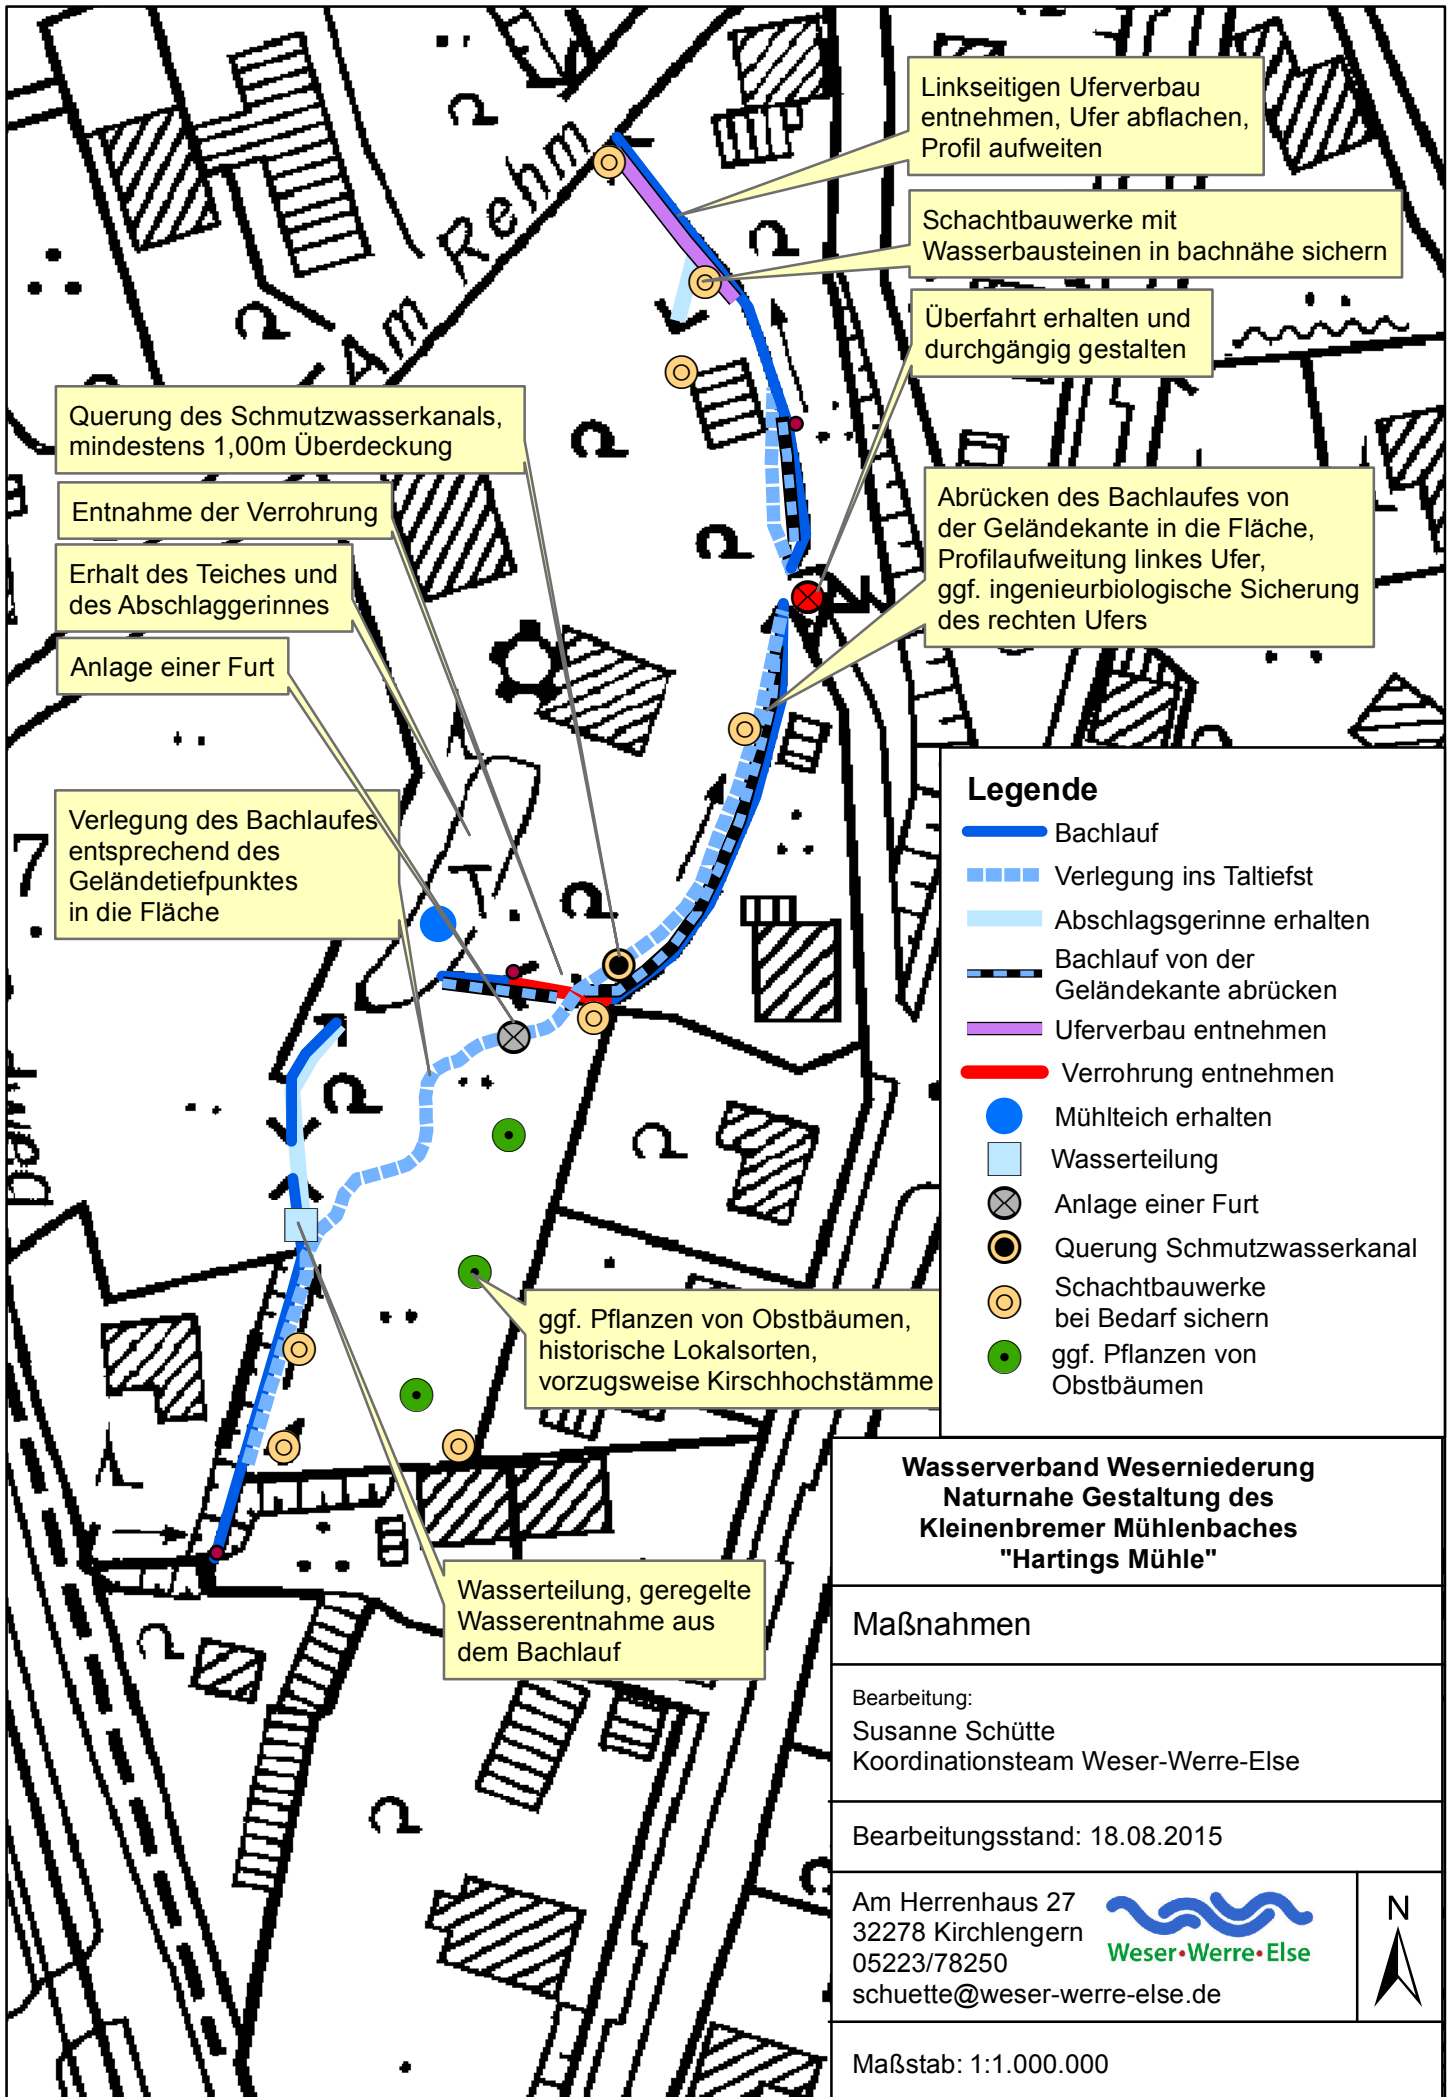 Linkseitigen Uferverbau
entnehmen, Ufer abflachen,
Profil aufweiten
Schachtbauwerke mit
Wasserbausteinen in bachnähe sichern
Überfahrt erhalten und
durchgängig gestalten
Am Rehm
Querung des Schmutzwasserkanals,
mindestens 1,00m Überdeckung
Entnahme der Verrohrung
Erhalt des Teiches und
des Abschlaggerinnes
Anlage einer Furt
Abrücken des Bachlaufes von
der Geländekante in die Fläche,
Profilaufweitung linkes Ufer,
ggf. ingenieurbiologische Sicherung
des rechten Ufers
Verlegung des Bachlaufes
entsprechend des
Geländetiefpunktes
in die Fläche
7
ggf. Pflanzen von Obstbäumen,
historische Lokalsorten,
vorzugsweise Kirschhochstämme
Wasserteilung, geregelte
Wasserentnahme aus
dem Bachlauf
Legende
Bachlauf
Verlegung ins Taltiefst
Abschlagsgerinne erhalten
Bachlauf von der
Geländekante abrücken
Uferverbau entnehmen
Verrohrung entnehmen
Mühlteich erhalten
Wasserteilung
Anlage einer Furt
Querung Schmutzwasserkanal
Schachtbauwerke
bei Bedarf sichern
ggf. Pflanzen von
Obstbäumen
Wasserverband Weserniederung
Naturnahe Gestaltung des
Kleinenbremer Mühlenbaches
"Hartings Mühle"
Maßnahmen
Bearbeitung:
Susanne Schütte
Koordinationsteam Weser-Werre-Else
Bearbeitungsstand: 18.08.2015
Am Herrenhaus 27
32278 Kirchlengern
05223/78250
schuette@weser-werre-else.de
Weser•Werre•Else
N
Maßstab: 1:1.000.000